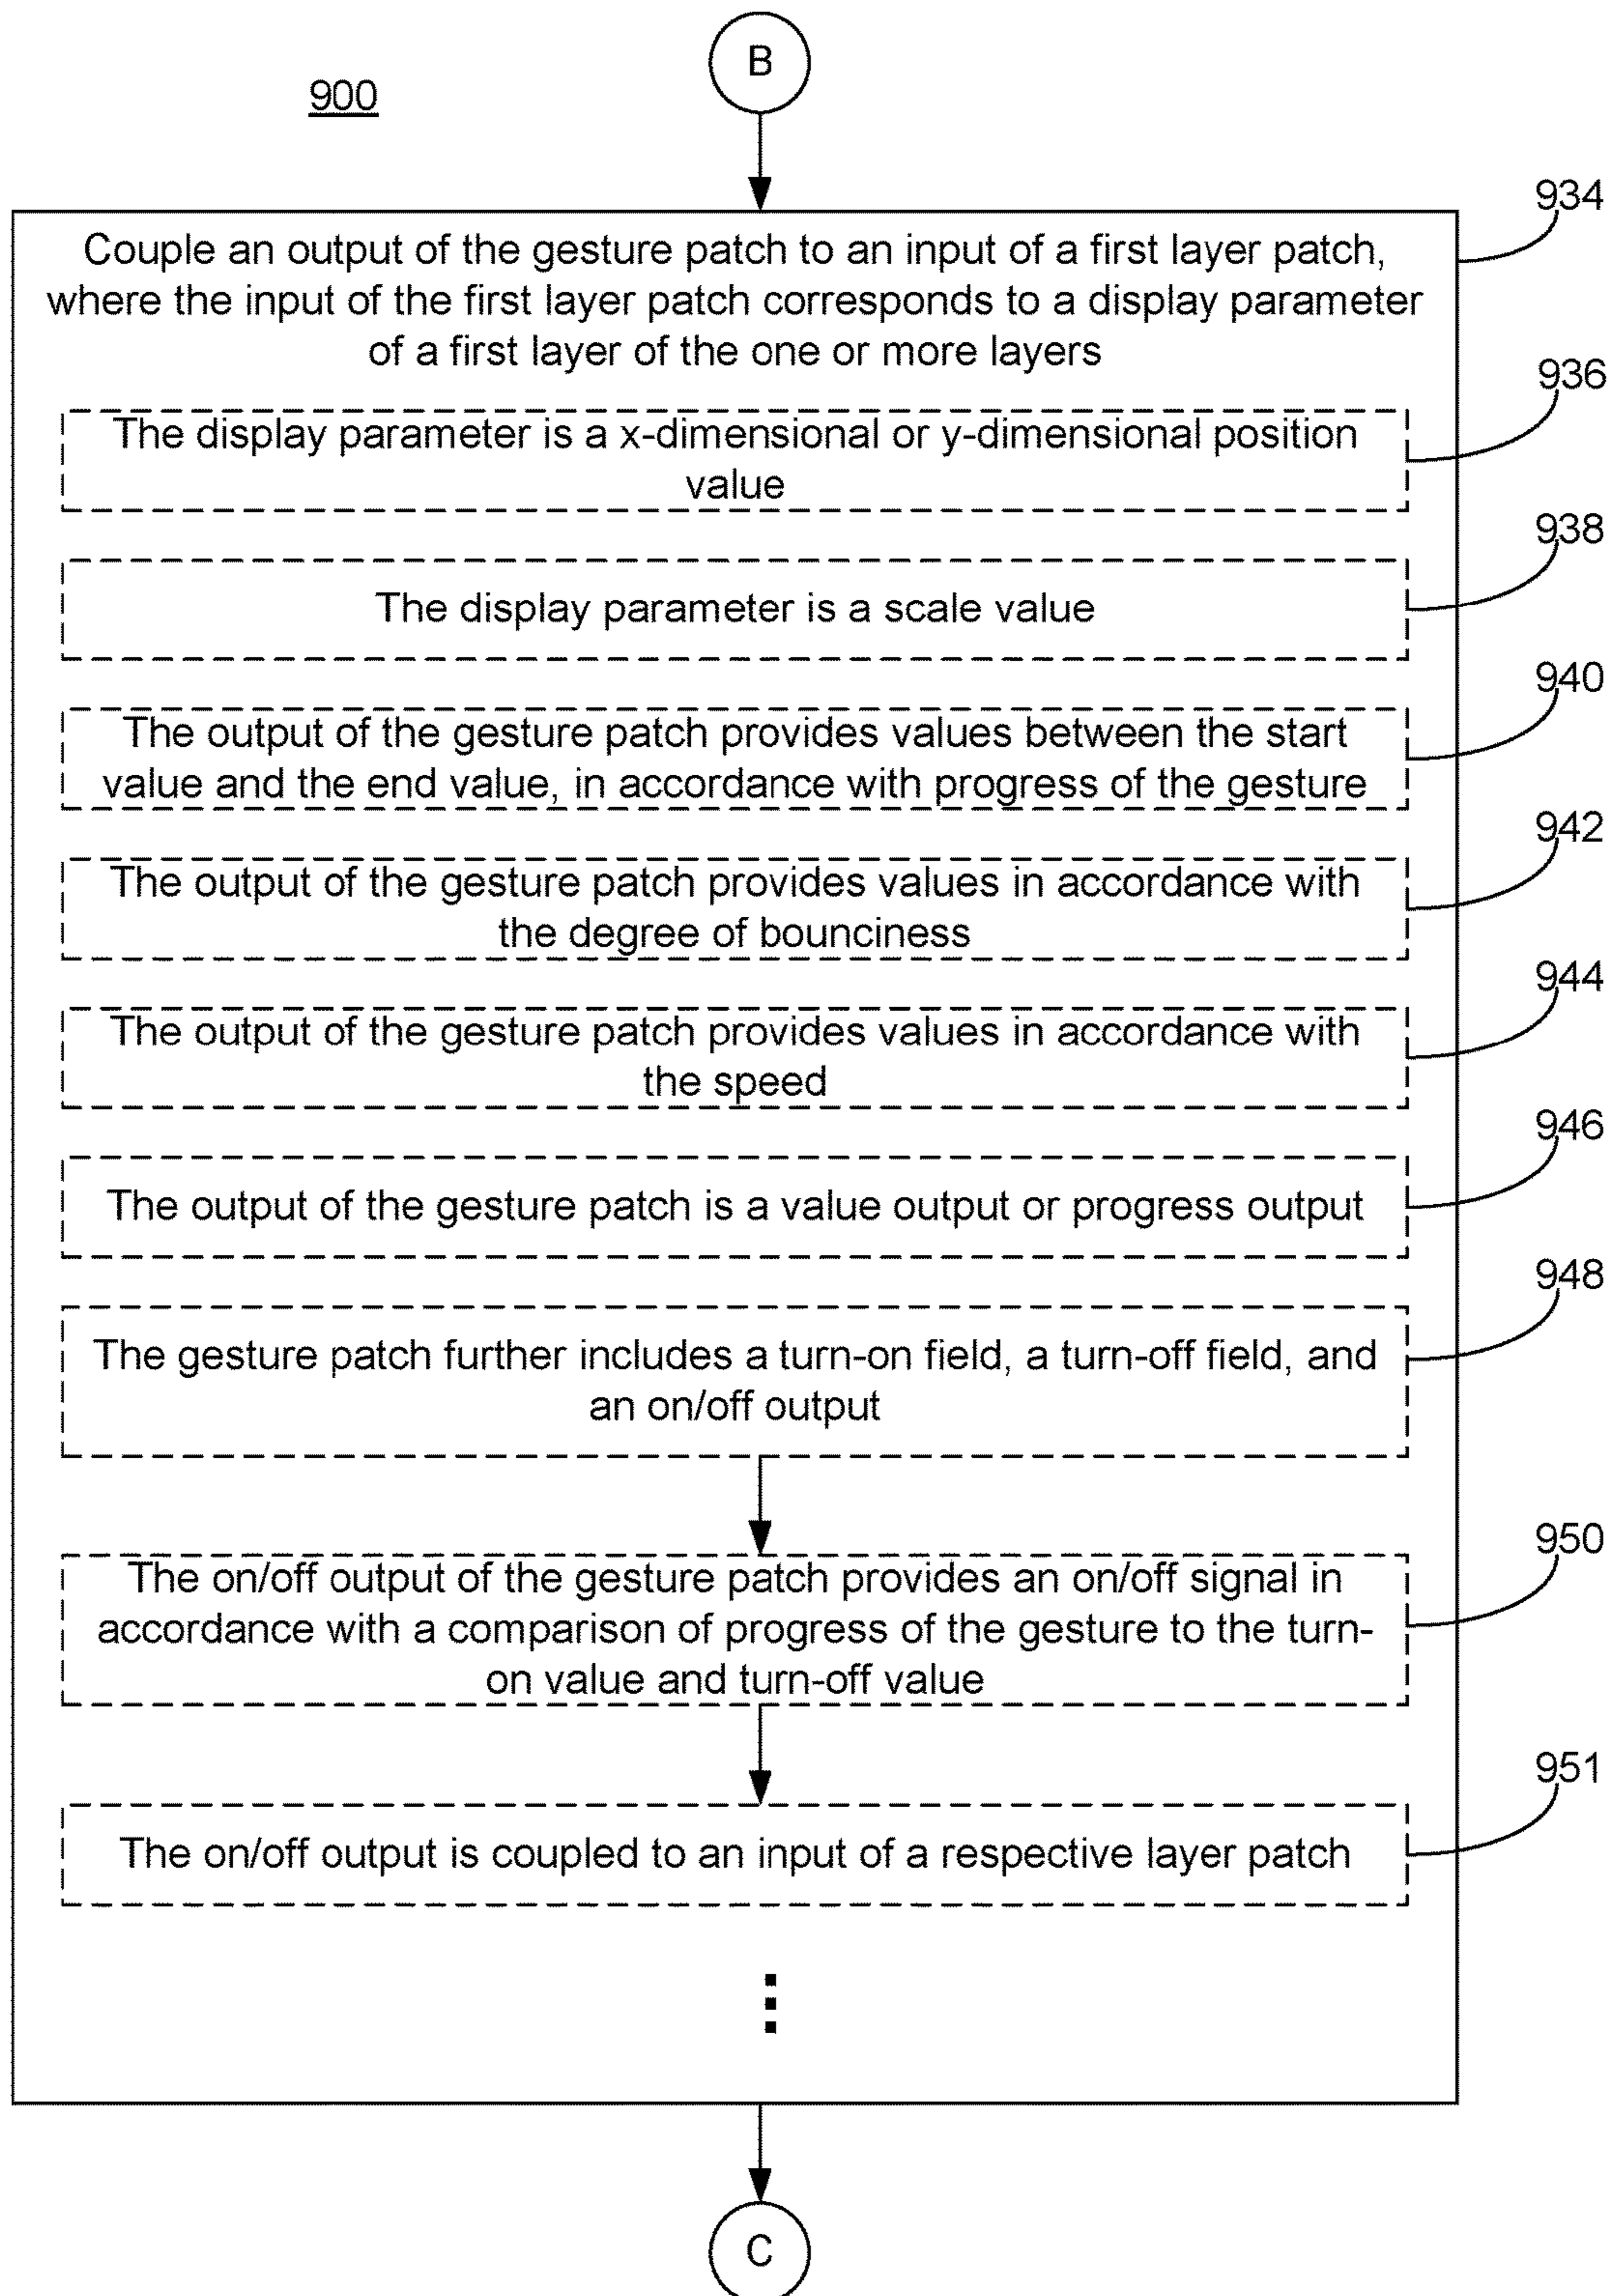 B
900
934
Couple an output of the gesture patch to an input of a first layer patch,
where the input of the first layer patch corresponds to a display parameter
of a first layer of the one or more layers
936
The display parameter is a x-dimensional or y-dimensional position
value
938
The display parameter is a scale value
940
The output of the gesture patch provides values between the start
value and the end value, in accordance with progress of the gesture
942
The output of the gesture patch provides values in accordance with
the degree of bounciness
944
The output of the gesture patch provides values in accordance with
the speed
946
The output of the gesture patch is a value output or progress output
948
The gesture patch further includes a turn-on field, a turn-off field, and
an on/off output
950
The on/off output of the gesture patch provides an on/off signal in
accordance with a comparison of progress of the gesture to the turn-
on value and turn-off value
951
The on/off output is coupled to an input of a respective layer patch
C